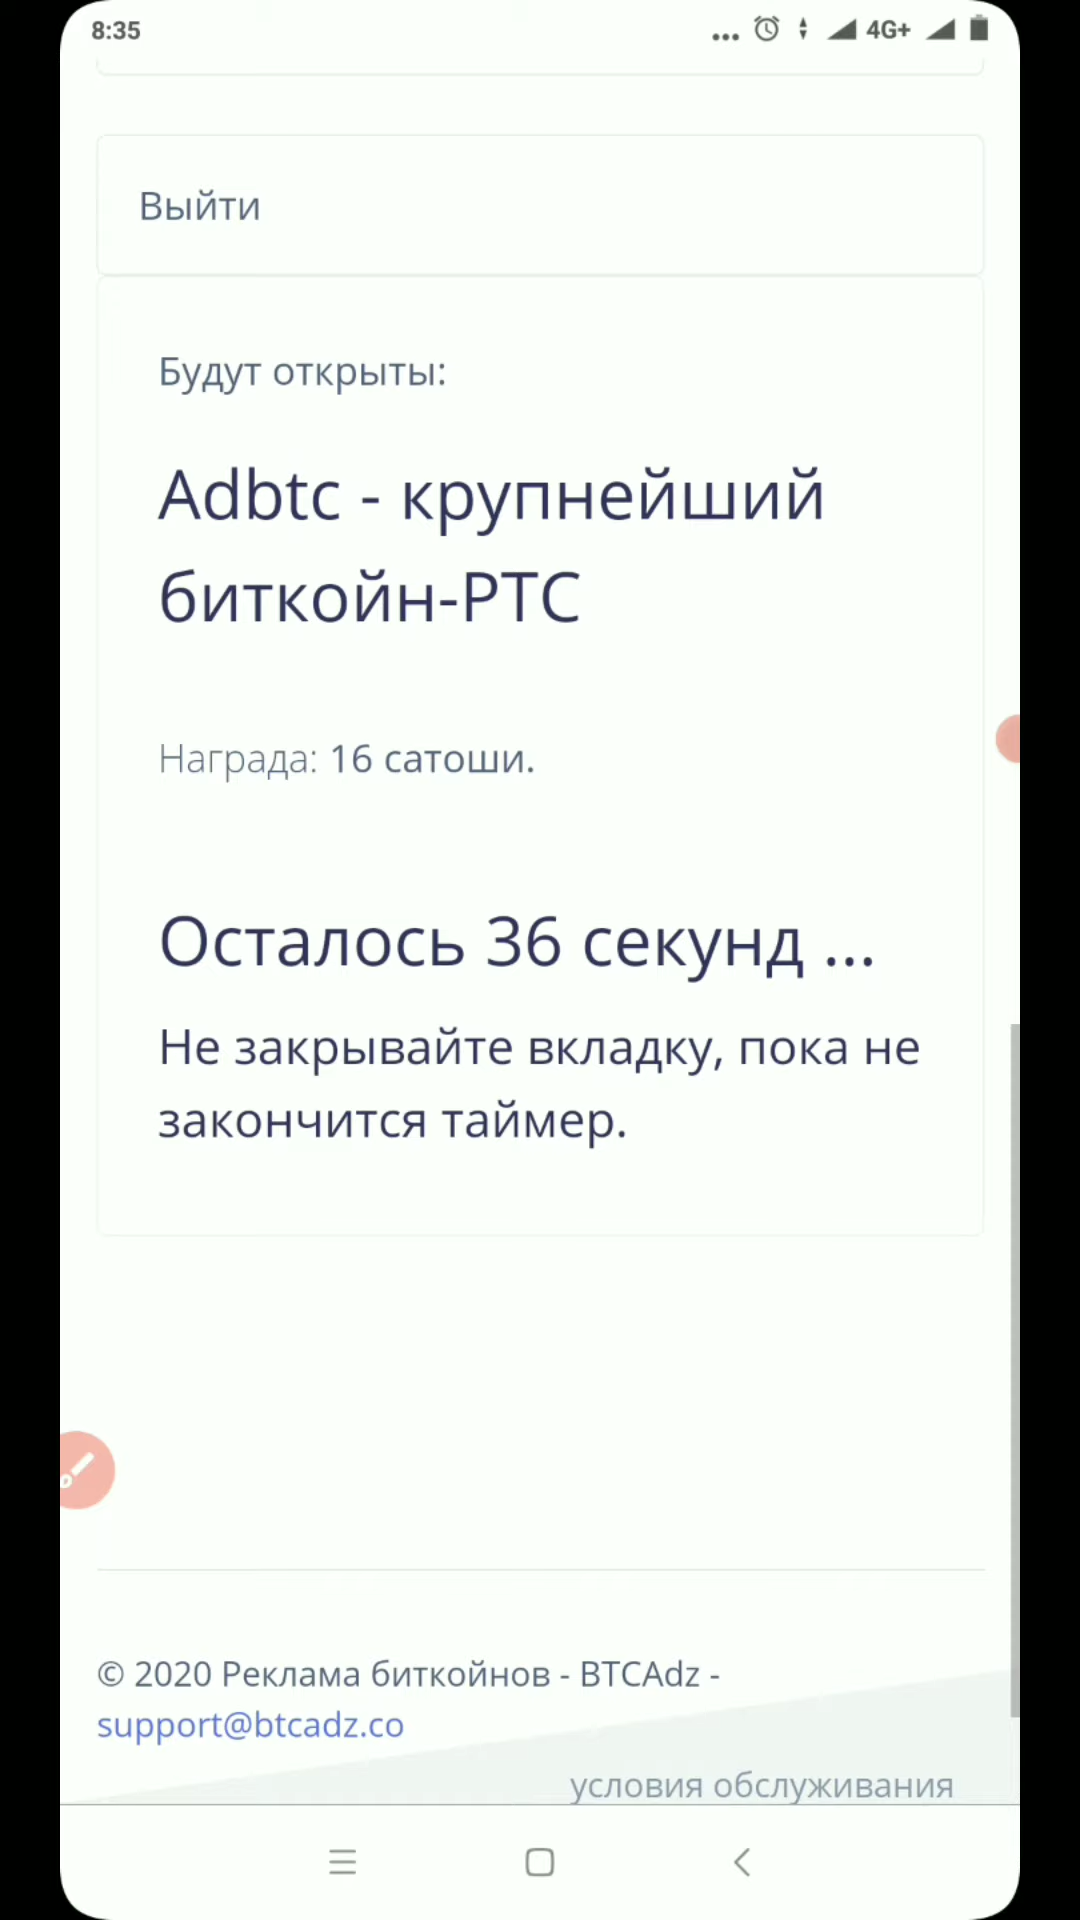 8:35
4G+
Выйти
Будут открыты:
Adbtc - крупнейший
биткойн-PTC
Награда: 16 сатоши.
Осталось 36 секунд ...
Не закрывайте вкладку, пока не
закончится таймер.
© 2020 Реклама биткойнов - BTCAdz -
support@btcadz.co
условия обслуживания